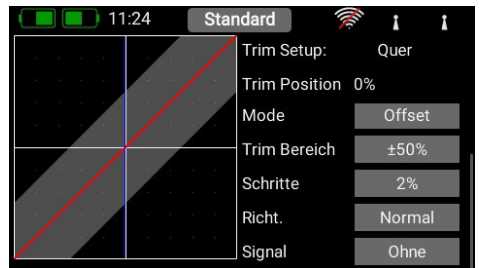 11:24 Standard
Trim Setup: Quer
Trim Position 0%
Mode Offset
Trim Bereich ±50%
Schritte 2%
Richt. Normal
Signal Ohne